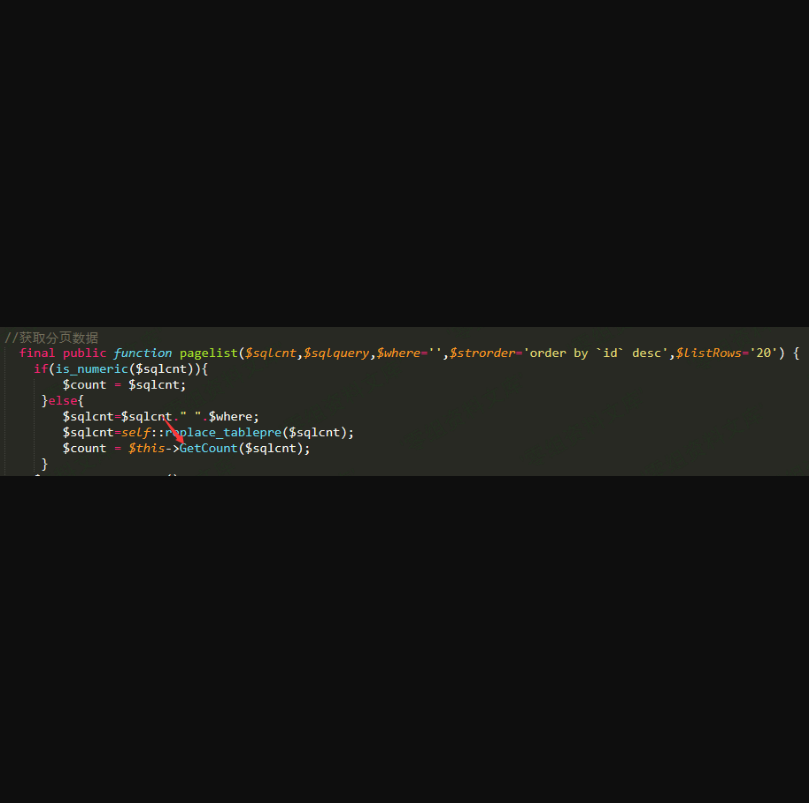 //获取分页数据
final public function pagelist($sqlcnt,$sqlquery,$where='',$strorder='order by `id` desc',$listRows='20') {
if(is_numeric($sqlcnt)){
$count = $sqlcnt;
}else{
$sqlcnt=$sqlcnt." ".$where;
$sqlcnt=self::replace_tablepre($sqlcnt);
$count = $this->GetCount($sqlcnt);
}